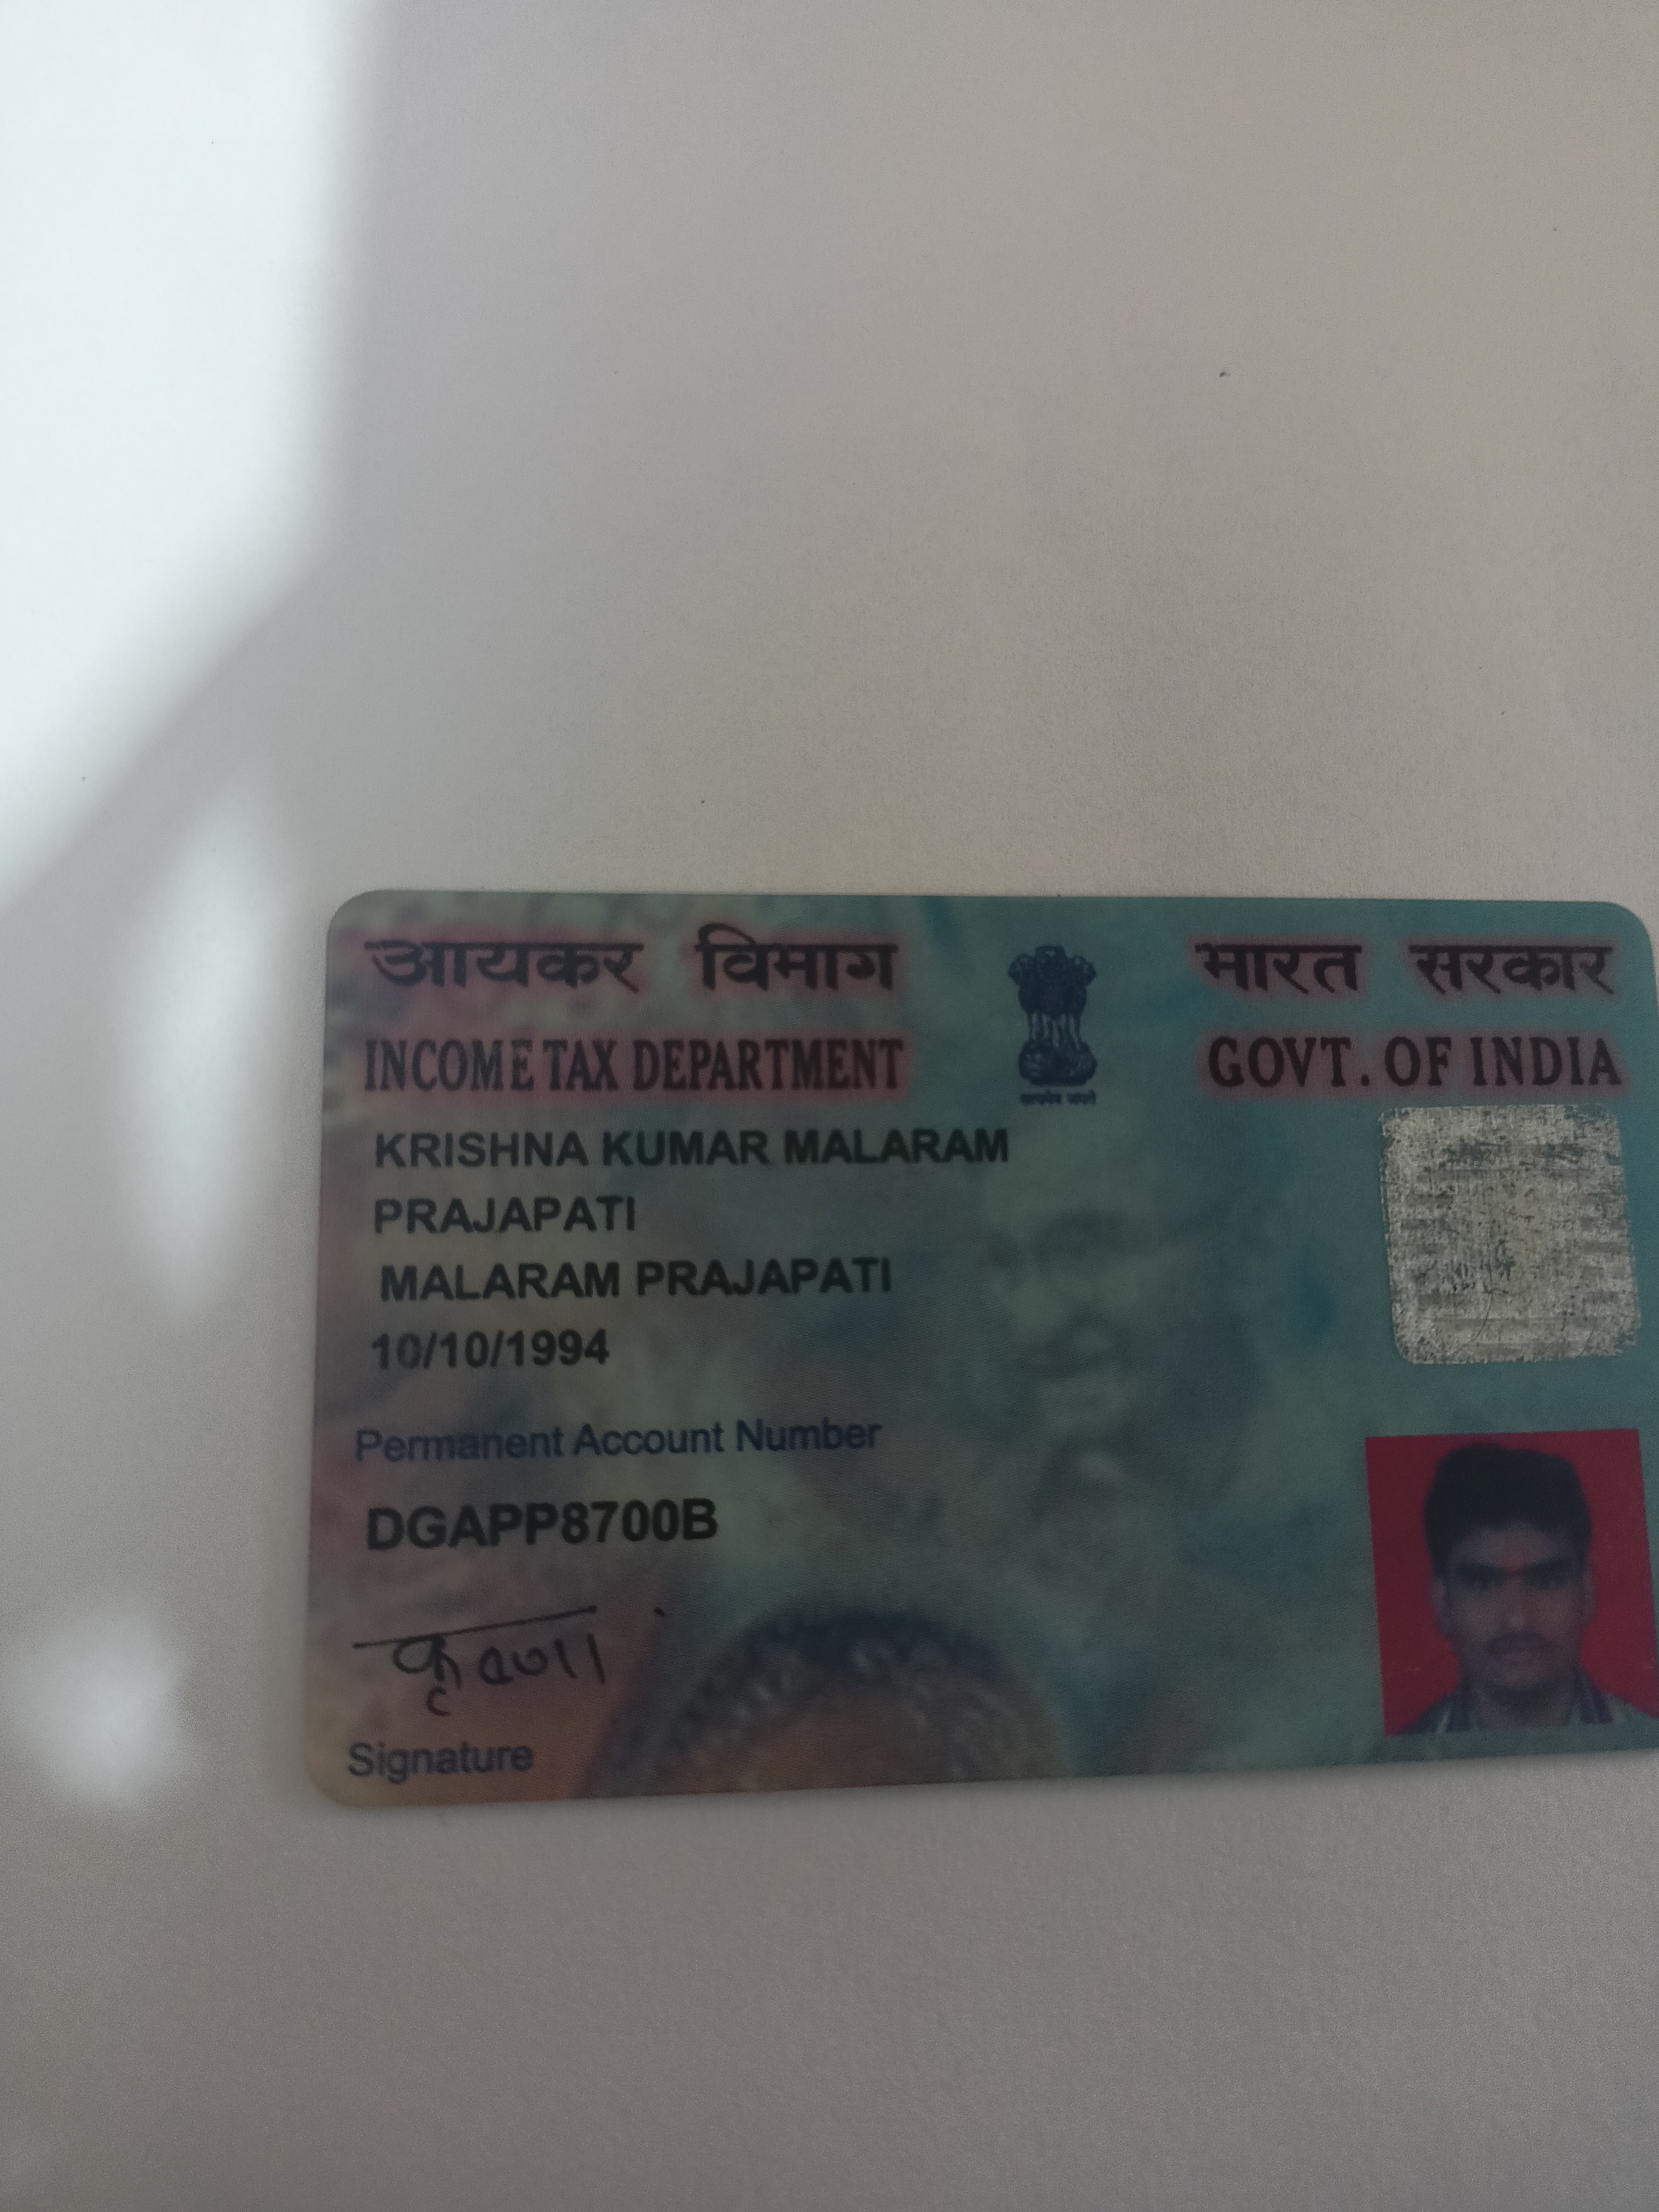 आयकर विभाग
भारत सरकार
INCOME TAX DEPARTMENT
GOVT. OF INDIA
सत्यमेव जयते
KRISHNA KUMAR MALARAM
PRAJAPATI
MALARAM PRAJAPATI
10/10/1994
Permanent Account Number
DGAPP8700B
कृष्णा
Signature